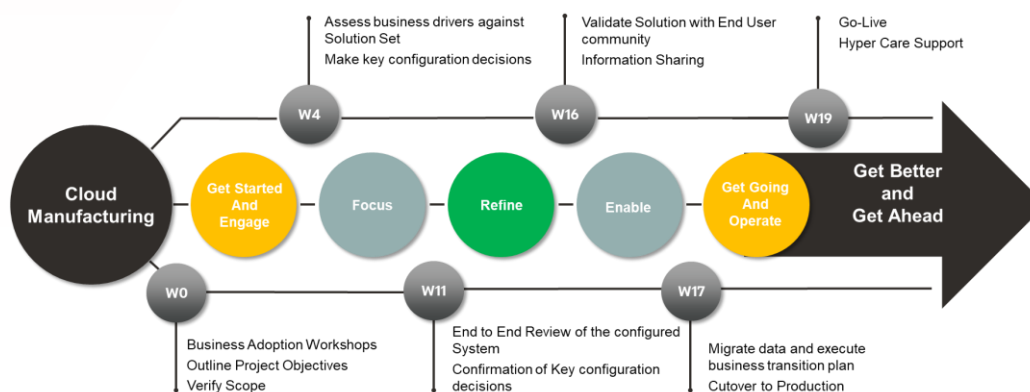 Assess business drivers against
Solution Set
Make key configuration decisions
Validate Solution with End User
community
Information Sharing
Go-Live
Hyper Care Support
W4
W16
W19
Cloud
Manufacturing
Get Started
And
Engage
Focus
Refine
Enable
Get Going
And
Operate
Get Better
and
Get Ahead
W0
W11
W17
Business Adoption Workshops
Outline Project Objectives
Verify Scope
End to End Review of the configured
System
Confirmation of Key configuration
decisions
Migrate data and execute
business transition plan
Cutover to Production